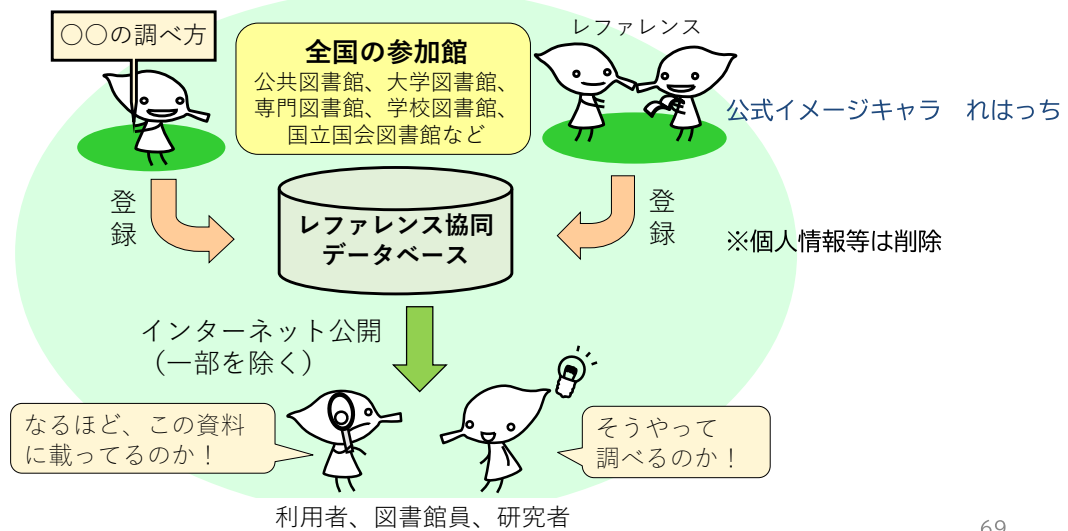 〇〇の調べ方
全国の参加館
公共図書館、大学図書館、
専門図書館、学校図書館、
国立国会図書館など
レファレンス
公式イメージキャラ　れはっち
登
録
レファレンス協同
データベース
登
録
※個人情報等は削除
インターネット公開
（一部を除く）
なるほど、この資料
に載ってるのか！
そうやって
調べるのか！
利用者、図書館員、研究者
69